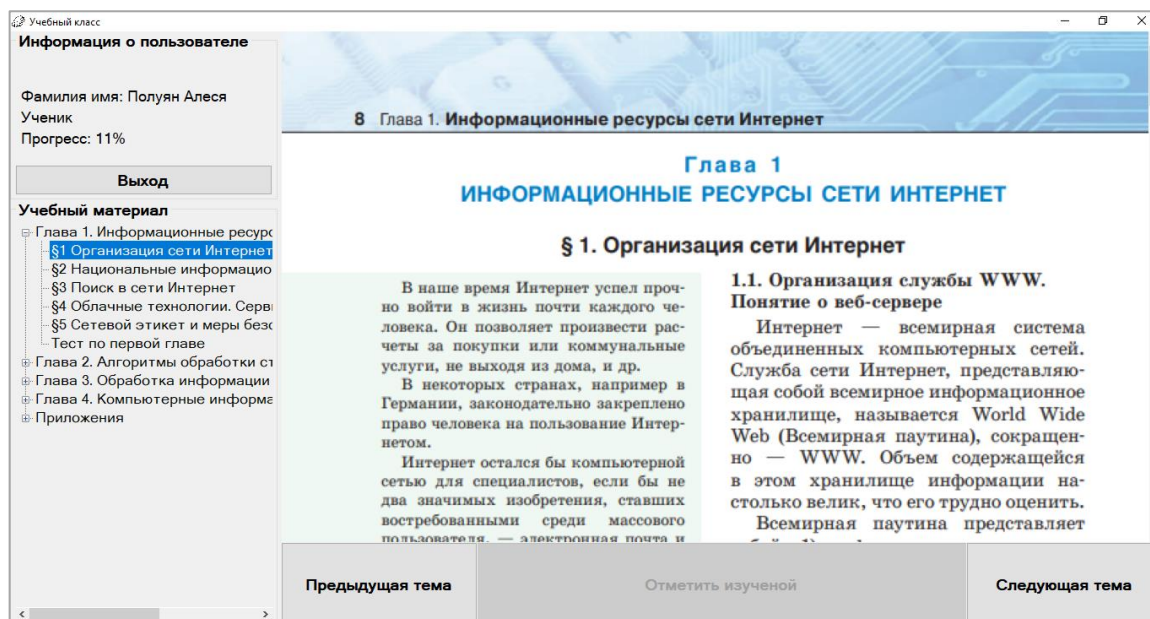 Учебный класс
Информация о пользователе
Фамилия имя: Полуян Алеся
Ученик
Прогресс: 11%
Выход
Учебный материал
Глава 1. Информационные ресурс
§1 Организация сети Интернет
§2 Национальные информацио
§3 Поиск в сети Интернет
§4 Облачные технологии. Серви
§5 Сетевой этикет и меры безо
Тест по первой главе
Глава 2. Алгоритмы обработки ст
Глава 3. Обработка информации
Глава 4. Компьютерные информа
Приложения
8 Глава 1. Информационные ресурсы сети Интернет
Глава 1
ИНФОРМАЦИОННЫЕ РЕСУРСЫ СЕТИ ИНТЕРНЕТ
§ 1. Организация сети Интернет
В наше время Интернет успел проч-
но войти в жизнь почти каждого че-
ловека. Он позволяет произвести рас-
четы за покупки или коммунальные
услуги, не выходя из дома, и др.
В некоторых странах, например в
Германии, законодательно закреплено
право человека на пользование Интер-
нетом.
Интернет остался бы компьютерной
сетью для специалистов, если бы не
два значимых изобретения, ставших
востребованными среди массового
пользователя, — электронная почта и
1.1. Организация службы WWW.
Понятие о веб-сервере
Интернет — всемирная система
объединенных компьютерных сетей.
Служба сети Интернет, представляю-
щая собой всемирное информационное
хранилище, называется World Wide
Web (Всемирная паутина), сокращен-
но — WWW. Объем содержащейся
в этом хранилище информации на-
столько велик, что его трудно оценить.
Всемирная паутина представляет
Предыдущая тема
Отметить изученой
Следующая тема